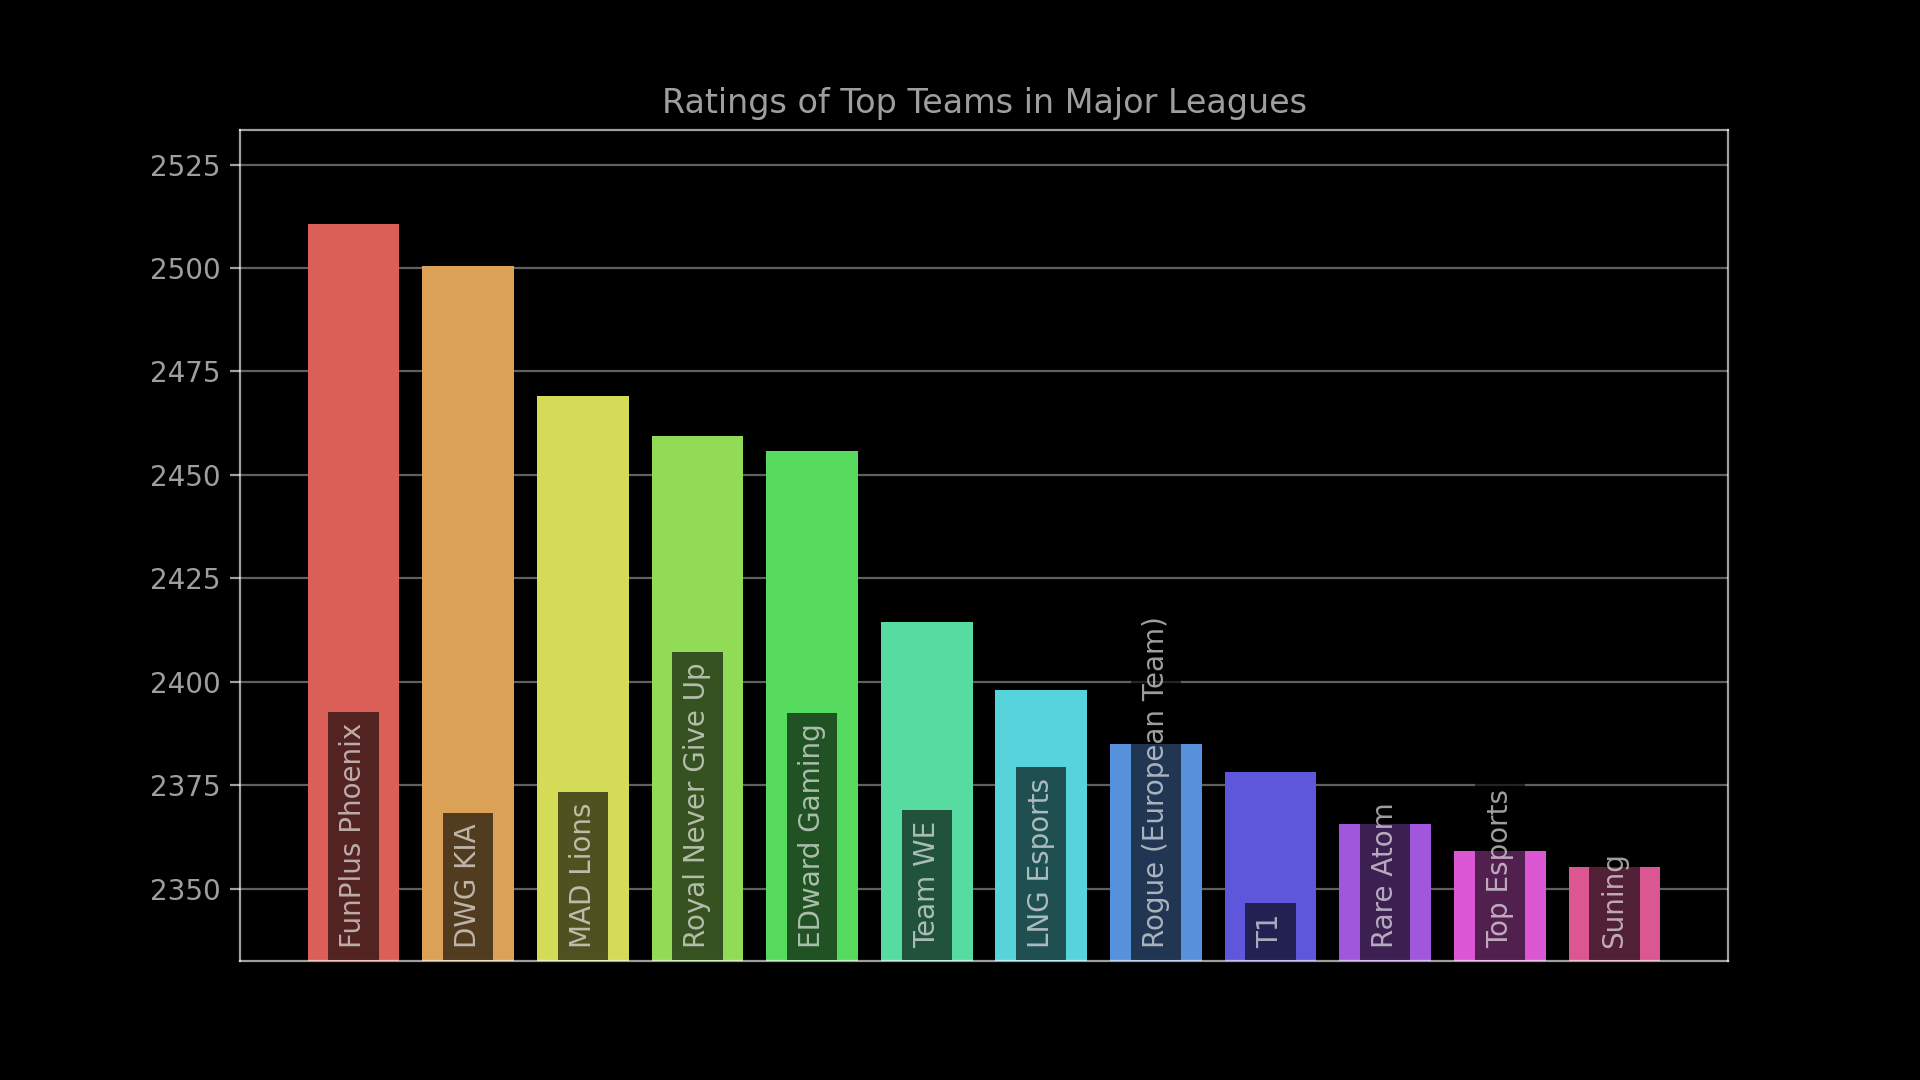 Ratings of Top Teams in Major Leagues
2525
2500
2475
2450
2425
2400
2375
2350
FunPlus Phoenix
DWG KIA
MAD Lions
Royal Never Give Up
EDward Gaming
Team WE
LNG Esports
Rogue (European Team)
T1
Rare Atom
Top Esports
Suning